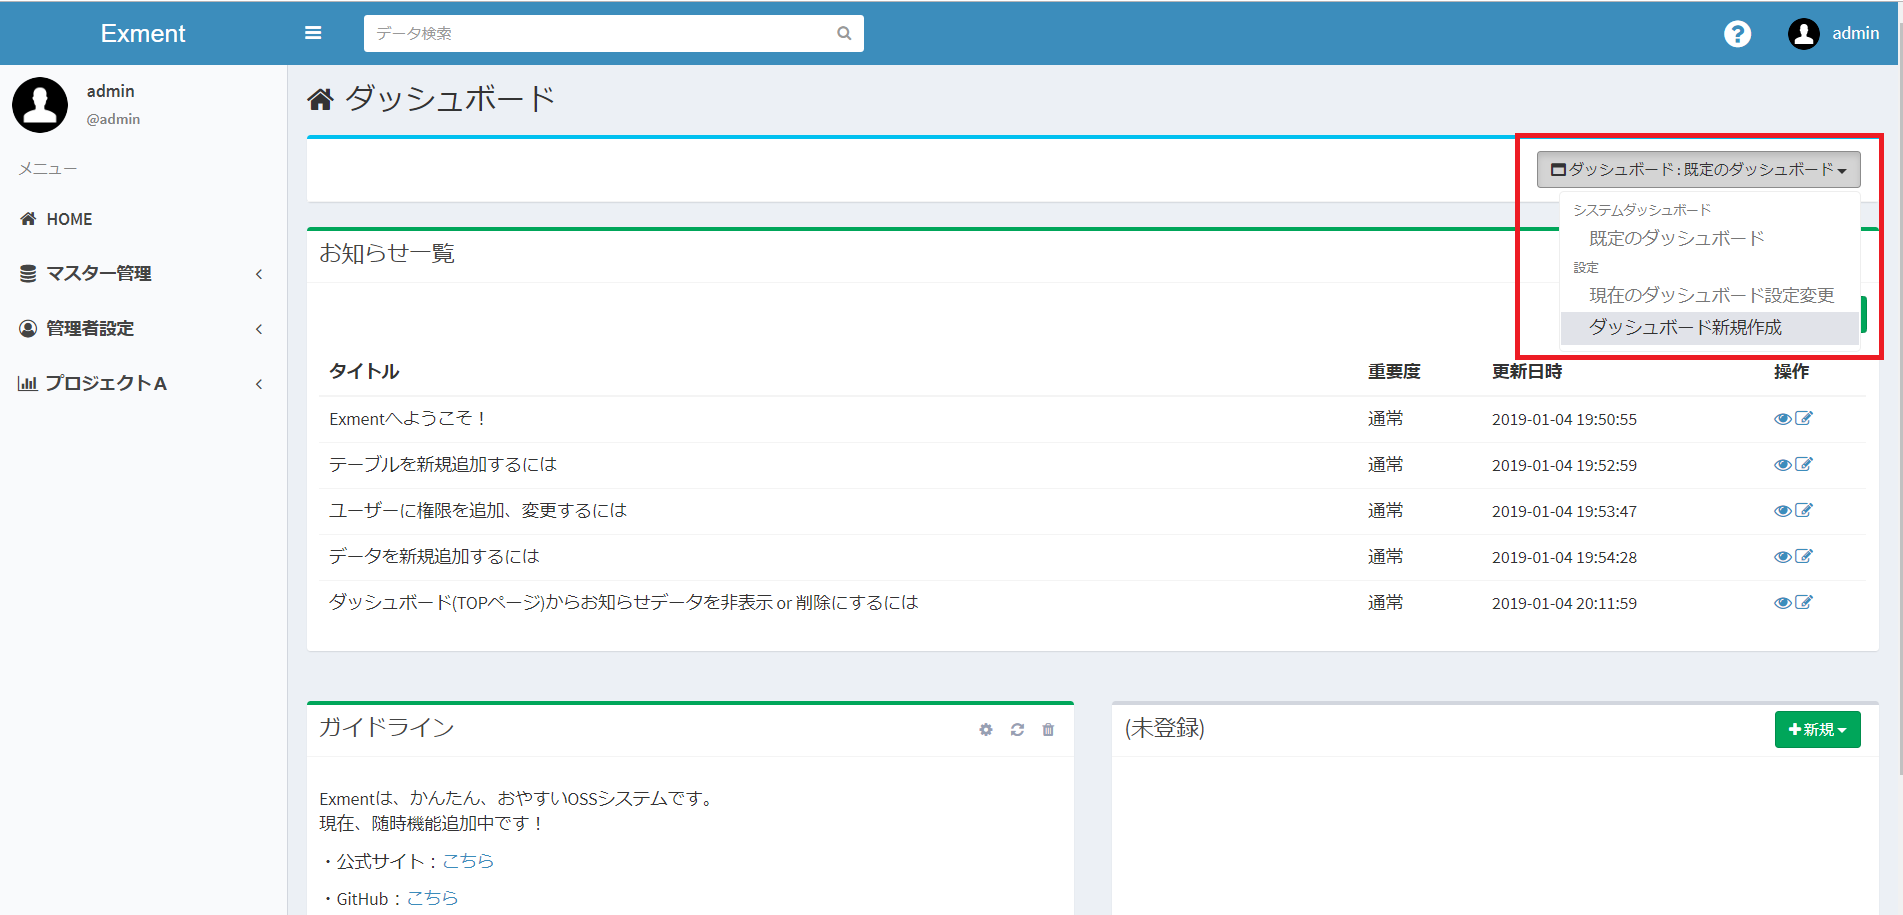 Exment
データ検索
admin
admin
@admin
メニュー
HOME
マスター管理
管理者設定
プロジェクトA
ダッシュボード
ダッシュボード : 既定のダッシュボード
システムダッシュボード
既定のダッシュボード
設定
現在のダッシュボード設定変更
ダッシュボード新規作成
お知らせ一覧
タイトル 重要度 更新日時 操作
Exmentへようこそ！ 通常 2019-01-04 19:50:55
テーブルを新規追加するには 通常 2019-01-04 19:52:59
ユーザーに権限を追加、変更するには 通常 2019-01-04 19:53:47
データを新規追加するには 通常 2019-01-04 19:54:28
ダッシュボード(TOPページ)からお知らせデータを非表示 or 削除にするには 通常 2019-01-04 20:11:59
ガイドライン
Exmentは、かんたん、おやすいOSSシステムです。
現在、随時機能追加中です！
・公式サイト：こちら
・GitHub：こちら
(未登録)
新規